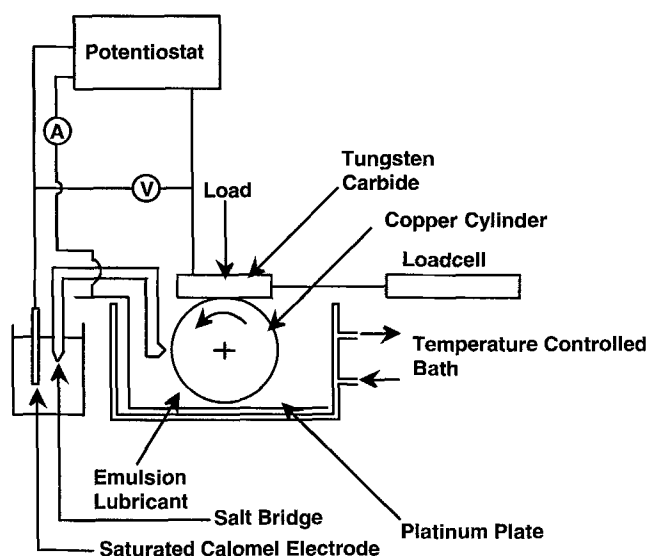 Potentiostat
A
V
Load
Tungsten
Carbide
Copper Cylinder
Loadcell
Temperature Controlled
Bath
Emulsion
Lubricant
Salt Bridge
Platinum Plate
Saturated Calomel Electrode